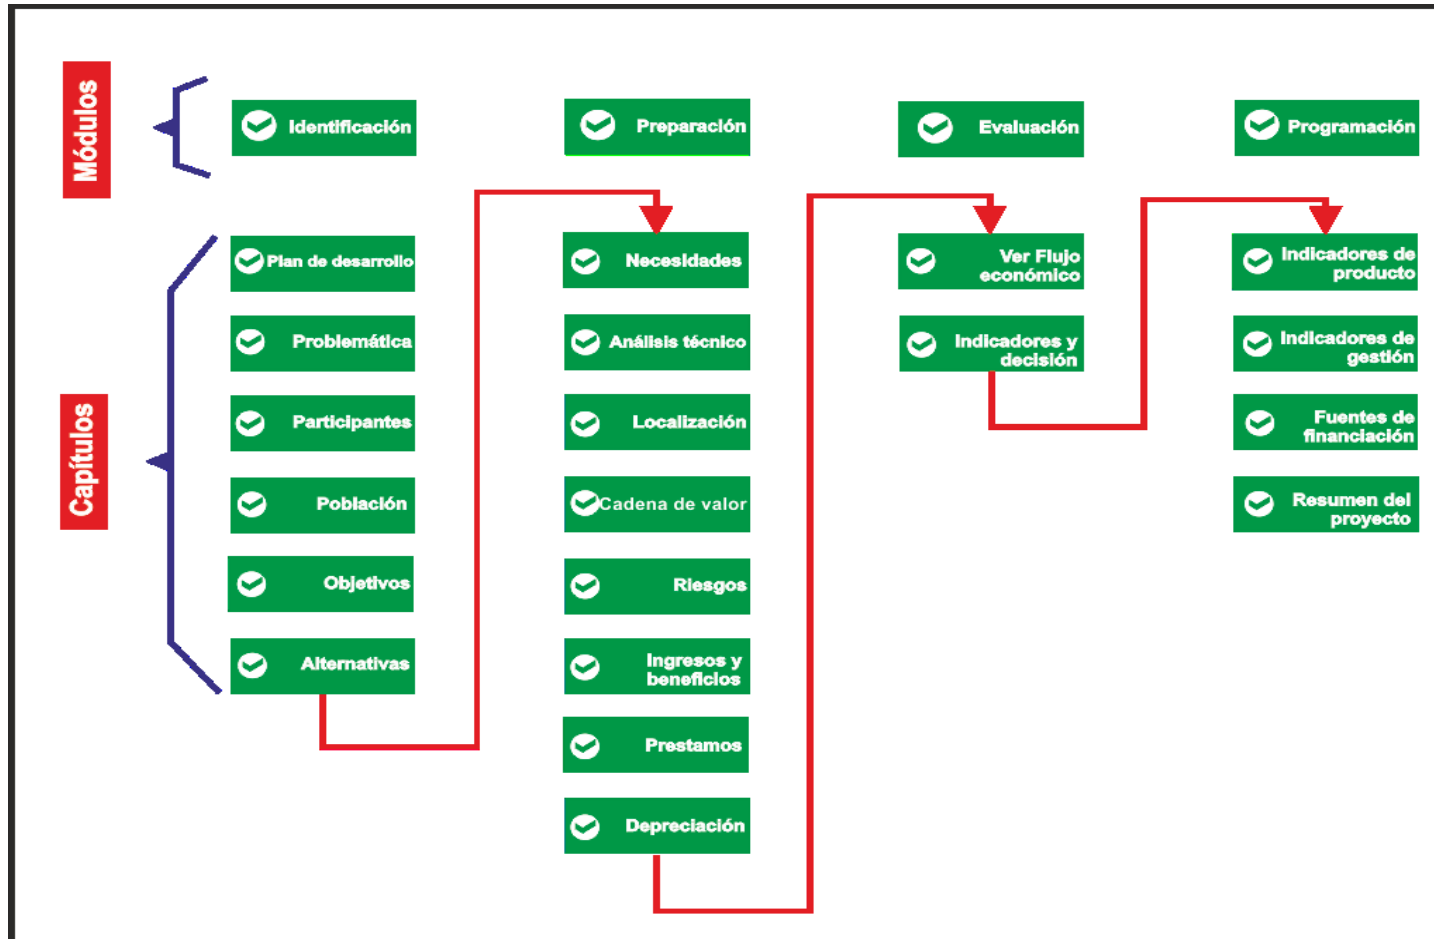 Módulos
Identificación
Preparación
Evaluación
Programación
Capítulos
Plan de desarrollo
Problemática
Participantes
Población
Objetivos
Alternativas
Necesidades
Análisis técnico
Localización
Cadena de valor
Riesgos
Ingresos y
beneficios
Prestamos
Depreciación
Ver Flujo
económico
Indicadores y
decisión
Indicadores de
producto
Indicadores de
gestión
Fuentes de
financiación
Resumen del
proyecto